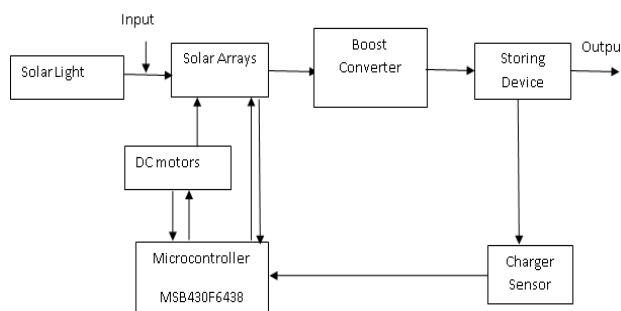 Input
Solar Light
Solar Arrays
Boost
Converter
Storing
Device
Outpu
DC motors
Microcontroller
MSB430F6438
Charger
Sensor